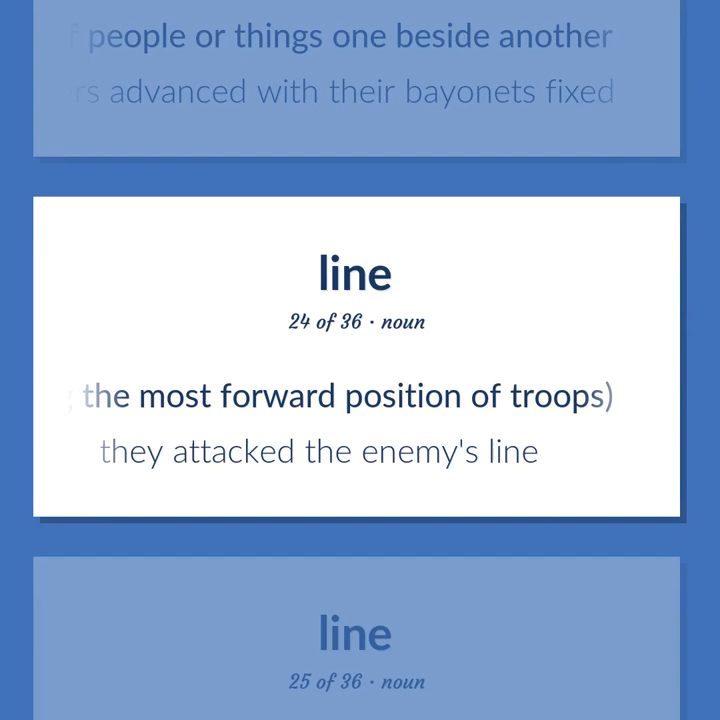 people or things one beside another
advanced with their bayonets fixed
line
24 of 36 · noun
the most forward position of troops)
they attacked the enemy's line
line
25 of 36 · noun